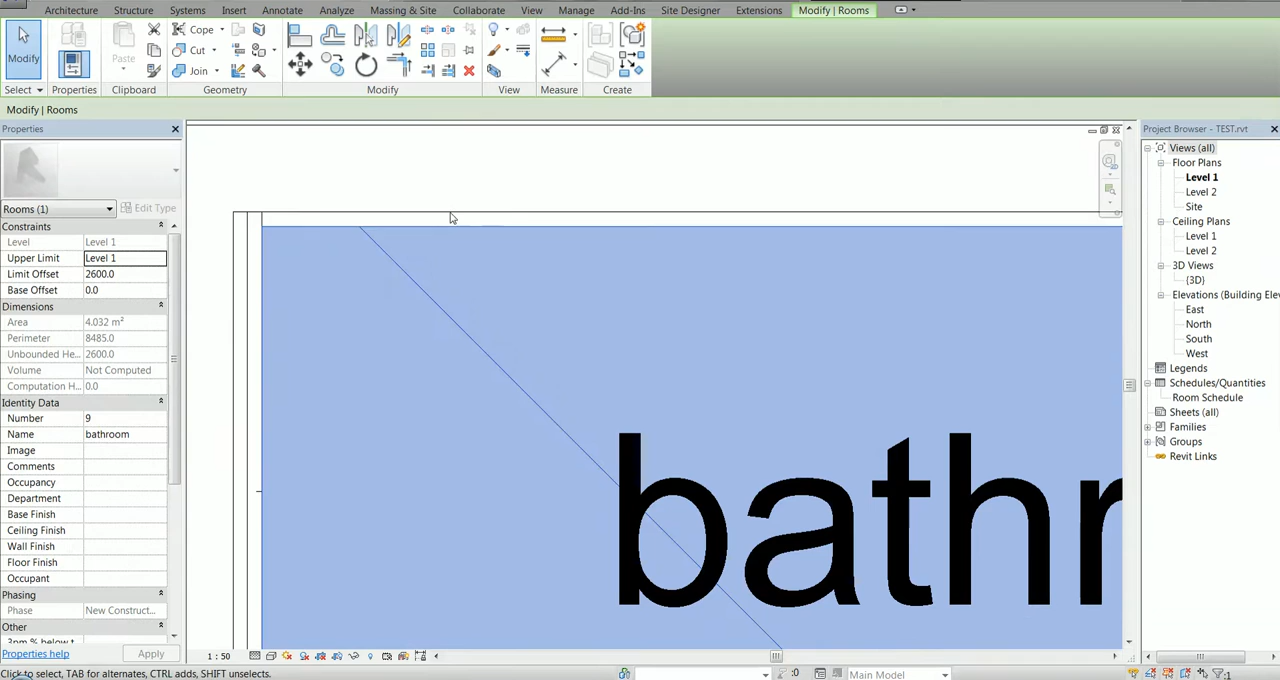 Architecture Structure Systems Insert Annotate Analyze Massing & Site Collaborate View Manage Add-Ins Site Designer Extensions Modify | Rooms
Modify
Paste
Cope
Cut
Join
Select Properties Clipboard Geometry Modify View Measure Create
Modify | Rooms
Properties
Rooms (1) Edit Type
Constraints
Level Level 1
Upper Limit Level 1
Limit Offset 2600.0
Base Offset 0.0
Dimensions
Area 4.032 m²
Perimeter 8485.0
Unbounded He... 2600.0
Volume Not Computed
Computation H... 0.0
Identity Data
Number 9
Name bathroom
Image
Comments
Occupancy
Department
Base Finish
Ceiling Finish
Wall Finish
Floor Finish
Occupant
Phasing
Phase New Construct...
Other
3pm % below t
Properties help Apply
bathr
Project Browser - TEST.rvt
Views (all)
Floor Plans
Level 1
Level 2
Site
Ceiling Plans
Level 1
Level 2
3D Views
{3D}
Elevations (Building Elev
East
North
South
West
Legends
Schedules/Quantities
Room Schedule
Sheets (all)
Families
Groups
Revit Links
1 : 50
Click to select, TAB for alternates, CTRL adds, SHIFT unselects. :0 Main Model :1